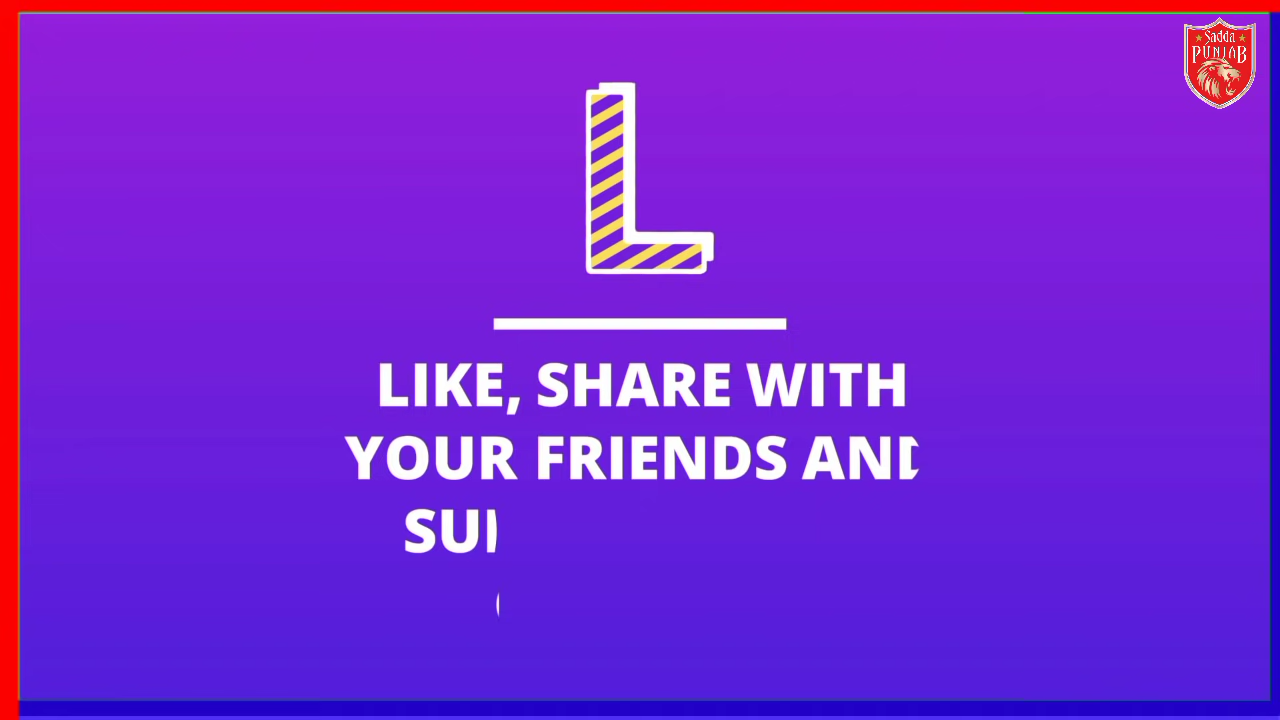 Sadda
PUNJAB
L
LIKE, SHARE WITH
YOUR FRIENDS AND